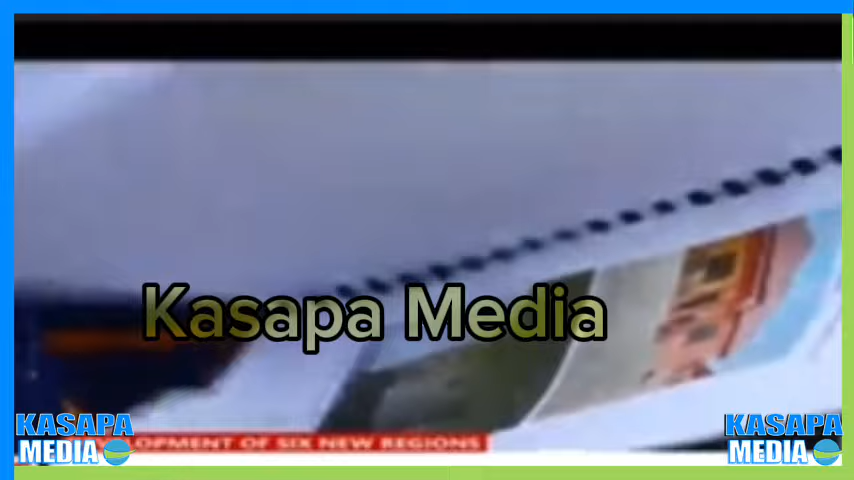 Kasapa Media
KASAPA
MEDIA
OPMENT OF SIX NEW REGIONS
KASAPA
MEDIA